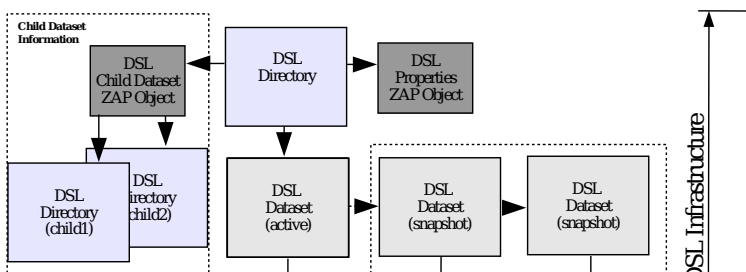 Child Dataset
Information
DSL
Child Dataset
ZAP Object
DSL
Directory
DSL
Properties
ZAP Object
DSL
Directory
(child1)
DSL
irectory
child2)
DSL
Dataset
(active)
DSL
Dataset
(snapshot)
DSL
Dataset
(snapshot)
DSL Infrastructure